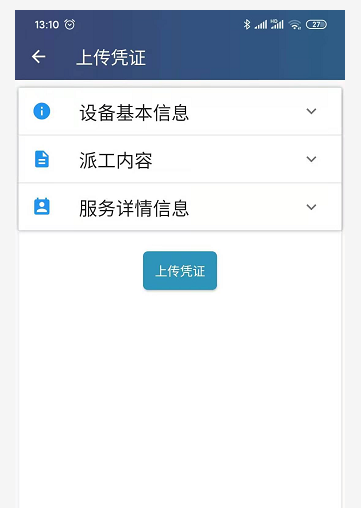 13:10
HD
27
上传凭证
设备基本信息
派工内容
服务详情信息
上传凭证